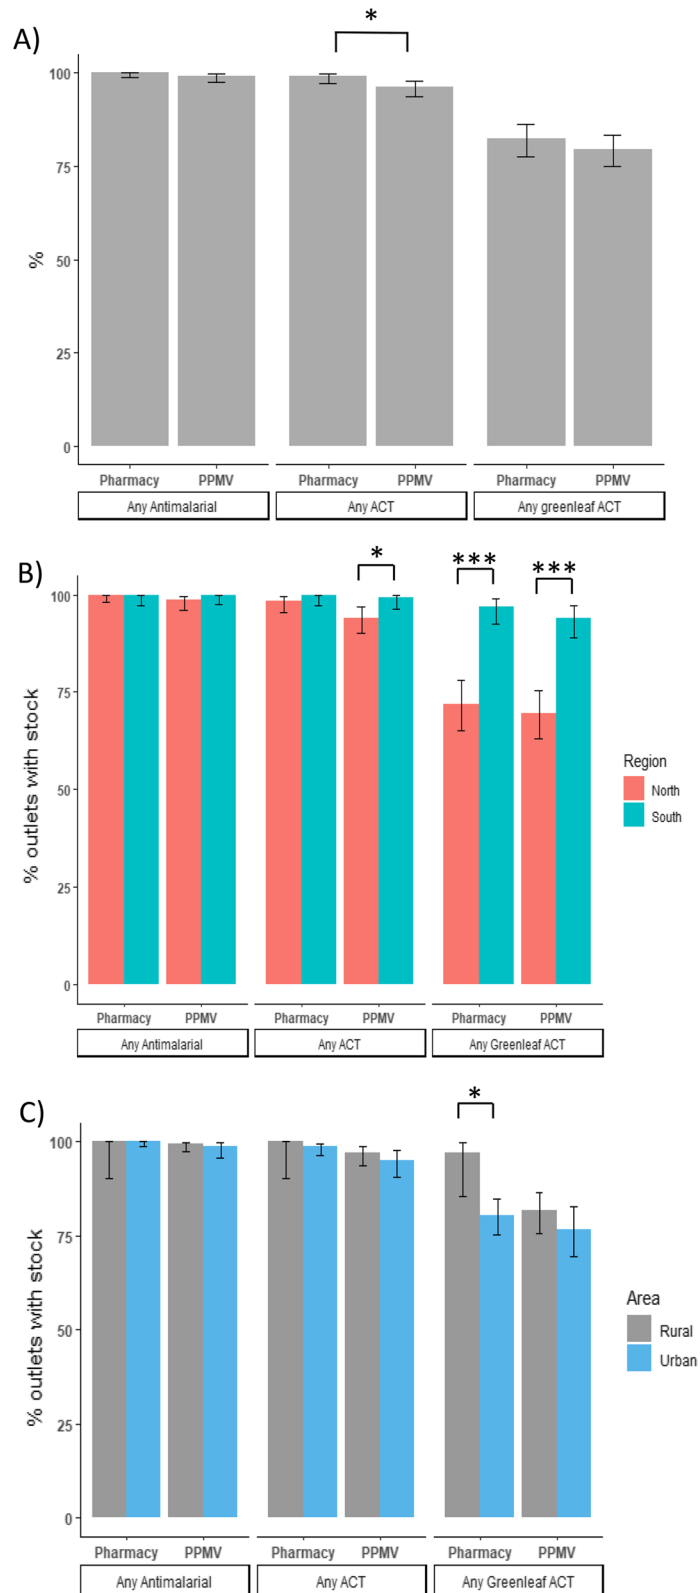 A)
*
100
75
50
25
0
%
Pharmacy PPMV Pharmacy PPMV Pharmacy PPMV
Any Antimalarial Any ACT Any greenleaf ACT
B)
* *** ***
100
75
50
25
0
% outlets with stock
Region
North
South
Pharmacy PPMV Pharmacy PPMV Pharmacy PPMV
Any Antimalarial Any ACT Any Greenleaf ACT
C)
*
100
75
50
25
0
% outlets with stock
Area
Rural
Urban
Pharmacy PPMV Pharmacy PPMV Pharmacy PPMV
Any Antimalarial Any ACT Any Greenleaf ACT